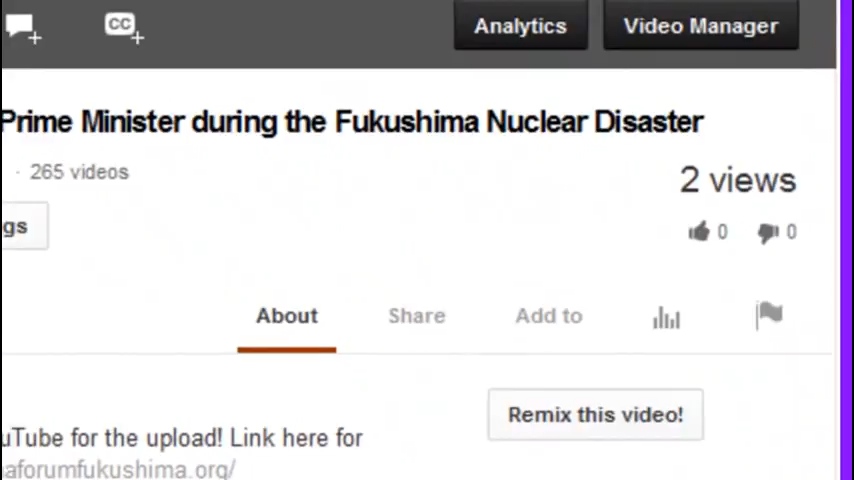 CC
Analytics
Video Manager
Prime Minister during the Fukushima Nuclear Disaster
· 265 videos
2 views
gs
0
0
About
Share
Add to
Remix this video!
uTube for the upload! Link here for
aforumfukushima.org/